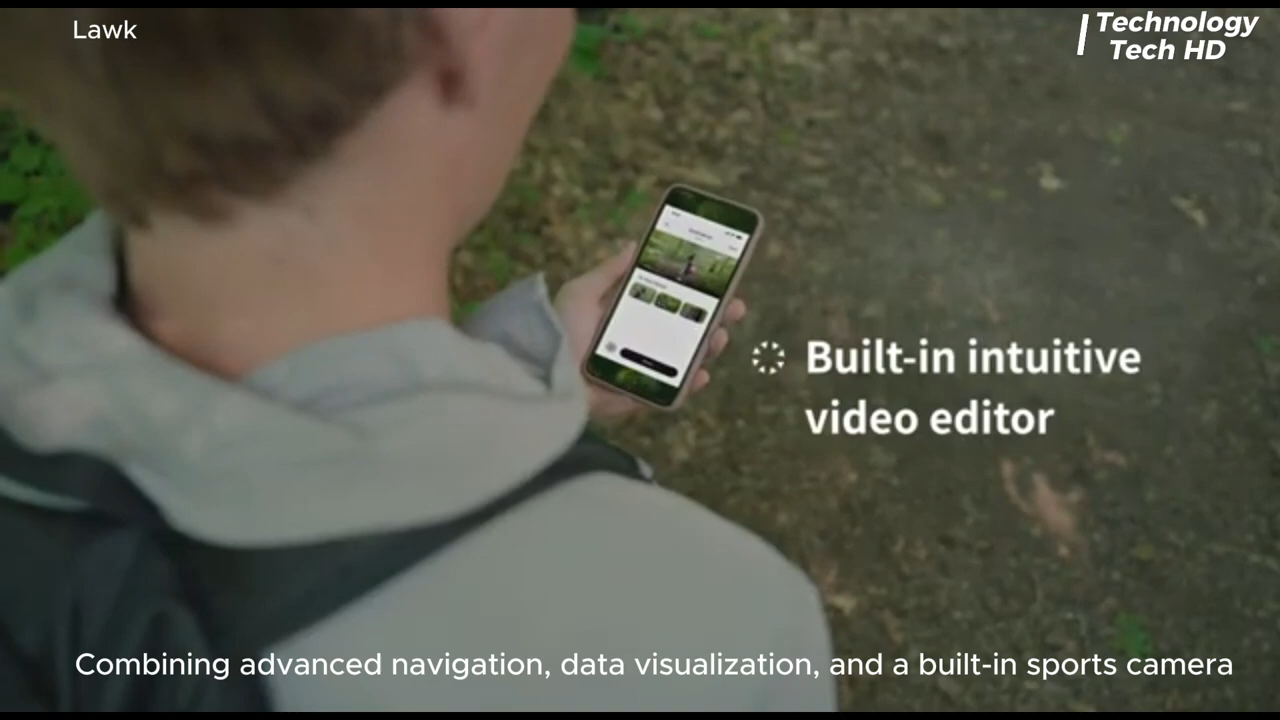 Lawk
Technology
Tech HD
Built-in intuitive
video editor
Combining advanced navigation, data visualization, and a built-in sports camera